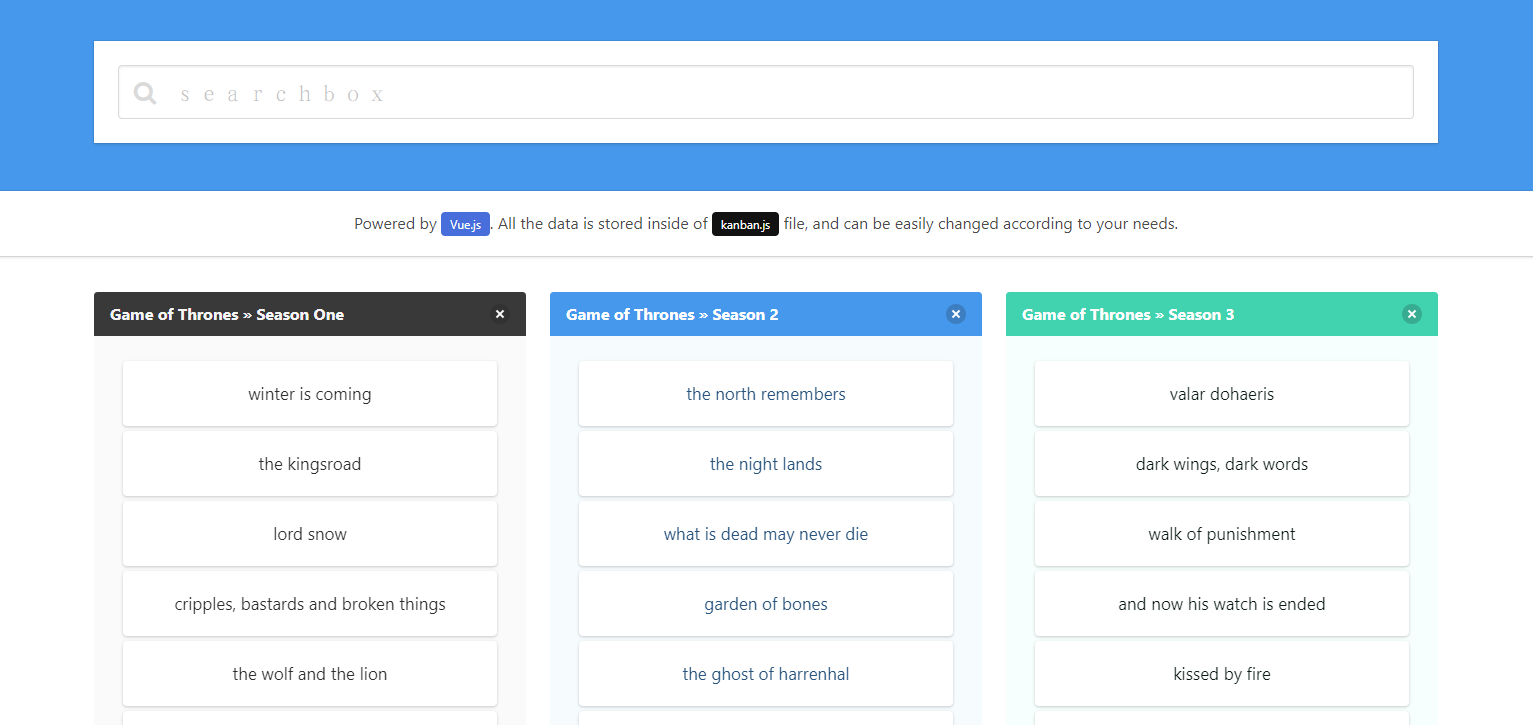 s e a r c h b o x
Powered by Vue.js. All the data is stored inside of kanban.js file, and can be easily changed according to your needs.
Game of Thrones » Season One
winter is coming
the kingsroad
lord snow
cripples, bastards and broken things
the wolf and the lion
Game of Thrones » Season 2
the north remembers
the night lands
what is dead may never die
garden of bones
the ghost of harrenhal
Game of Thrones » Season 3
valar dohaeris
dark wings, dark words
walk of punishment
and now his watch is ended
kissed by fire